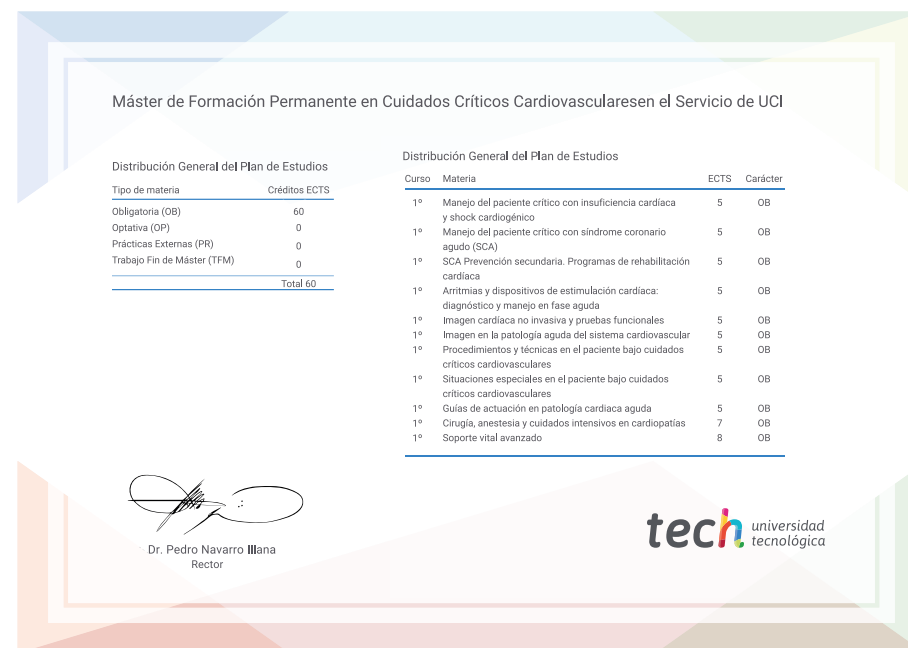 Máster de Formación Permanente en Cuidados Críticos Cardiovascularesen el Servicio de UCI
Distribución General del Plan de Estudios
Tipo de materia Créditos ECTS
Obligatoria (OB) 60
Optativa (OP) 0
Prácticas Externas (PR) 0
Trabajo Fin de Máster (TFM) 0
Total 60
Distribución General del Plan de Estudios
Curso Materia ECTS Carácter
1º Manejo del paciente crítico con insuficiencia cardíaca 5 OB
y shock cardiogénico
1º Manejo del paciente crítico con síndrome coronario 5 OB
agudo (SCA)
1º SCA Prevención secundaria. Programas de rehabilitación 5 OB
cardíaca
1º Arritmias y dispositivos de estimulación cardíaca: 5 OB
diagnóstico y manejo en fase aguda
1º Imagen cardíaca no invasiva y pruebas funcionales 5 OB
1º Imagen en la patología aguda del sistema cardiovascular 5 OB
1º Procedimientos y técnicas en el paciente bajo cuidados 5 OB
críticos cardiovasculares
1º Situaciones especiales en el paciente bajo cuidados 5 OB
críticos cardiovasculares
1º Guías de actuación en patología cardiaca aguda 5 OB
1º Cirugía, anestesia y cuidados intensivos en cardiopatías 7 OB
1º Soporte vital avanzado 8 OB
Dr. Pedro Navarro Illana
Rector
tech universidad
tecnológica